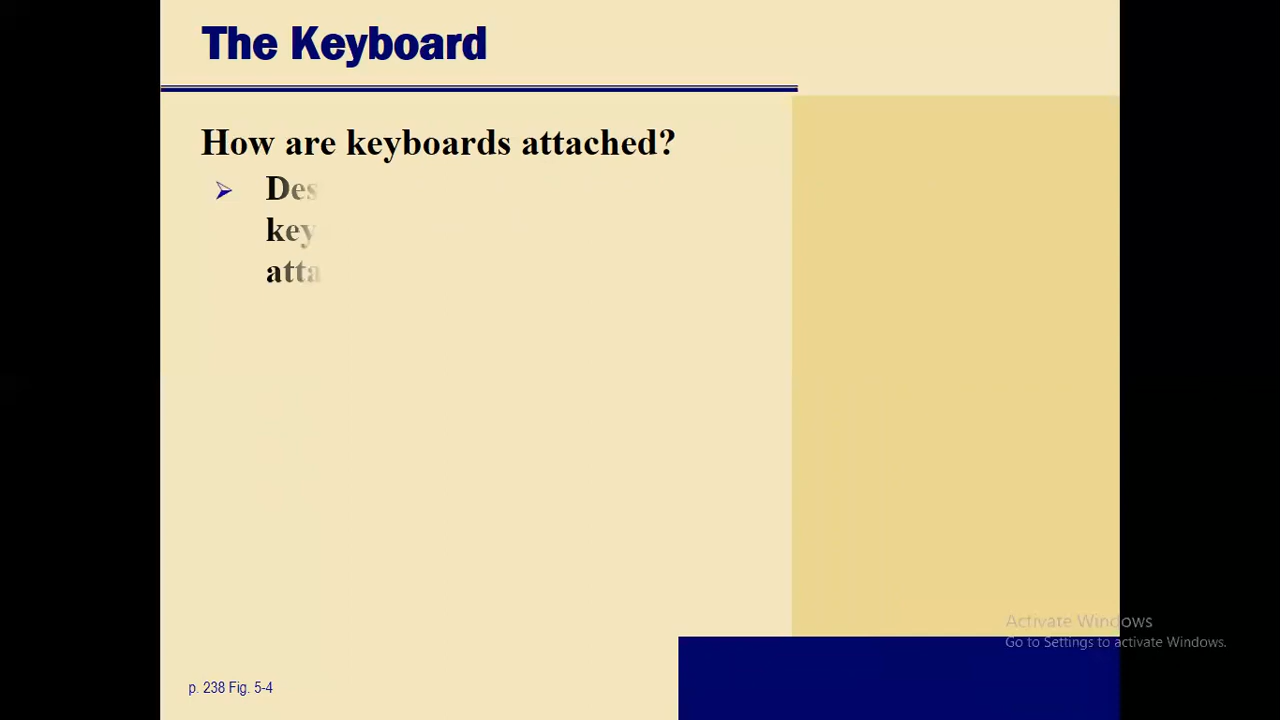 The Keyboard
How are keyboards attached?
Des
key
atta
Activate Windows
Go to Settings to activate Windows.
p. 238 Fig. 5-4